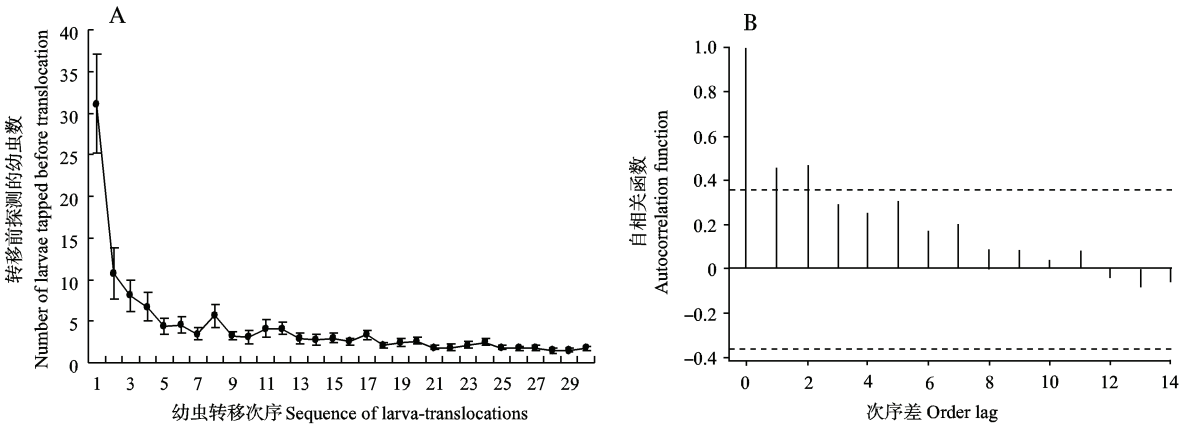 A
转移前探测的幼虫数
Number of larvae tapped before translocation
40
35
30
25
20
15
10
5
0
1 3 5 7 9 11 13 15 17 19 21 23 25 27 29
幼虫转移次序 Sequence of larva-translocations
B
自相关函数
Autocorrelation function
1.0
0.8
0.6
0.4
0.2
0
−0.2
−0.4
0 2 4 6 8 10 12 14
次序差 Order lag